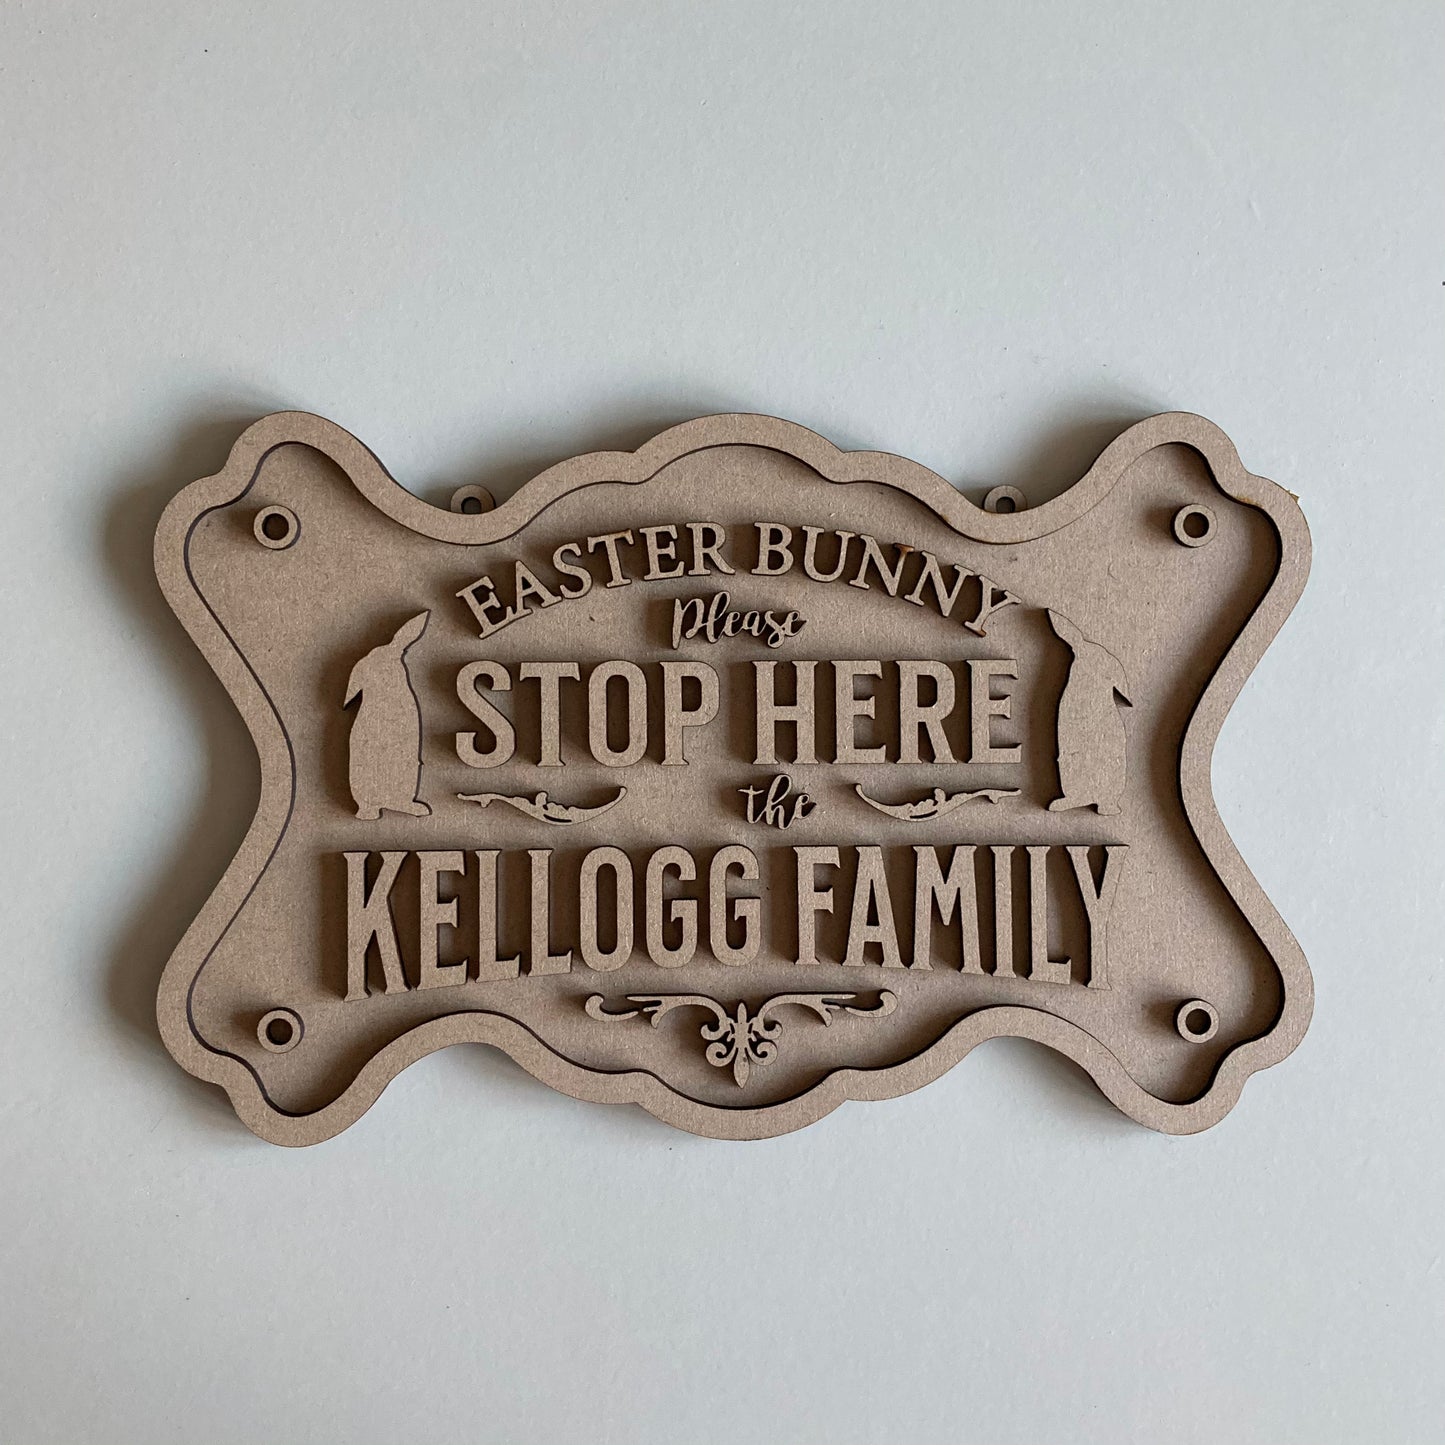 EASTER BUNNY
Please
STOP HERE
the
KELLOGG FAMILY